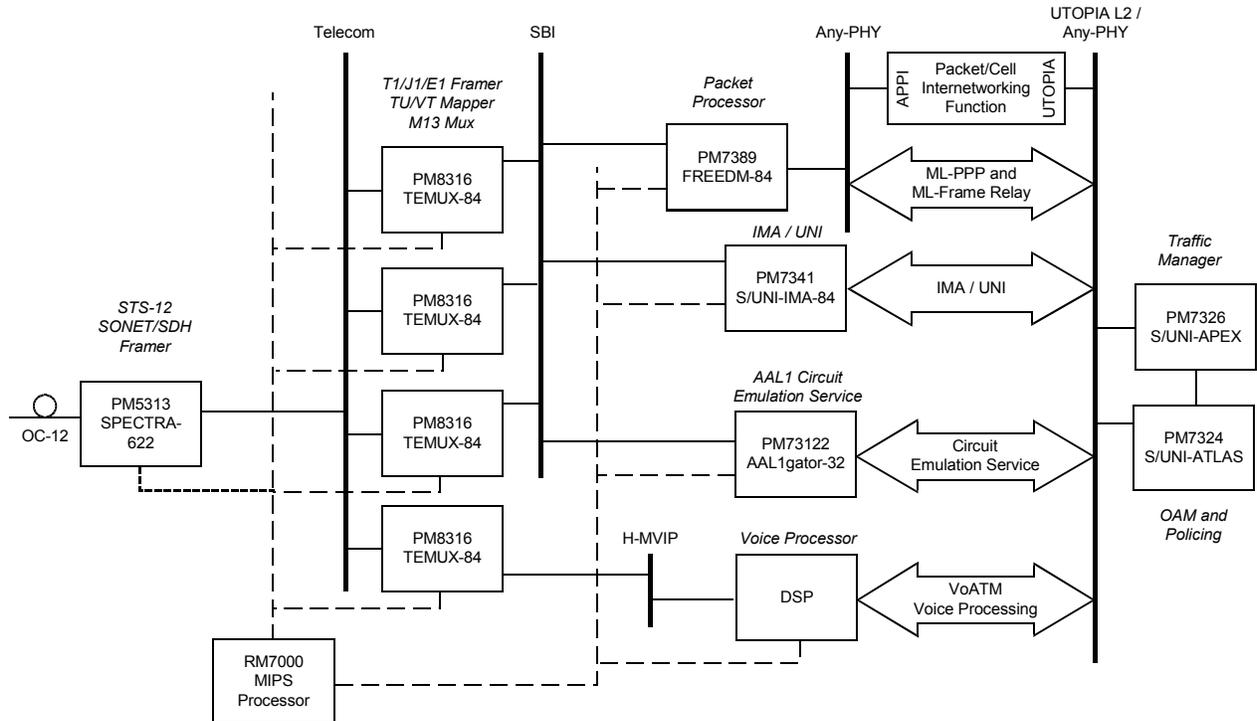 UTOPIA L2 /
Any-PHY
Telecom
SBI
Any-PHY
T1/J1/E1 Framer
TU/VT Mapper
M13 Mux
Packet
Processor
APPI
Packet/Cell
Internetworking
Function
UTOPIA
PM8316
TEMUX-84
PM7389
FREEDM-84
ML-PPP and
ML-Frame Relay
IMA / UNI
Traffic
Manager
PM8316
TEMUX-84
PM7341
S/UNI-IMA-84
IMA / UNI
STS-12
SONET/SDH
Framer
PM7326
S/UNI-APEX
AAL1 Circuit
Emulation Service
OC-12
PM5313
SPECTRA-
622
PM8316
TEMUX-84
PM73122
AAL1gator-32
Circuit
Emulation Service
PM7324
S/UNI-ATLAS
OAM and
Policing
PM8316
TEMUX-84
H-MVIP
Voice Processor
DSP
VoATM
Voice Processing
RM7000
MIPS
Processor